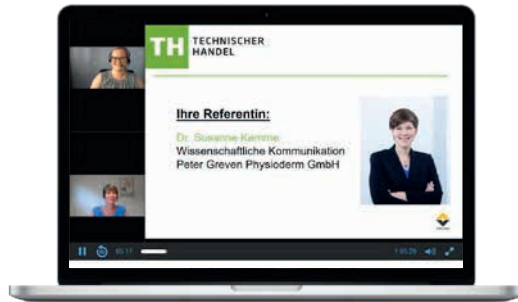 TH TECHNISCHER
HANDEL
Ihre Referentin:
Dr. Susanne Kemme
Wissenschaftliche Kommunikation
Peter Greven Physioderm GmbH